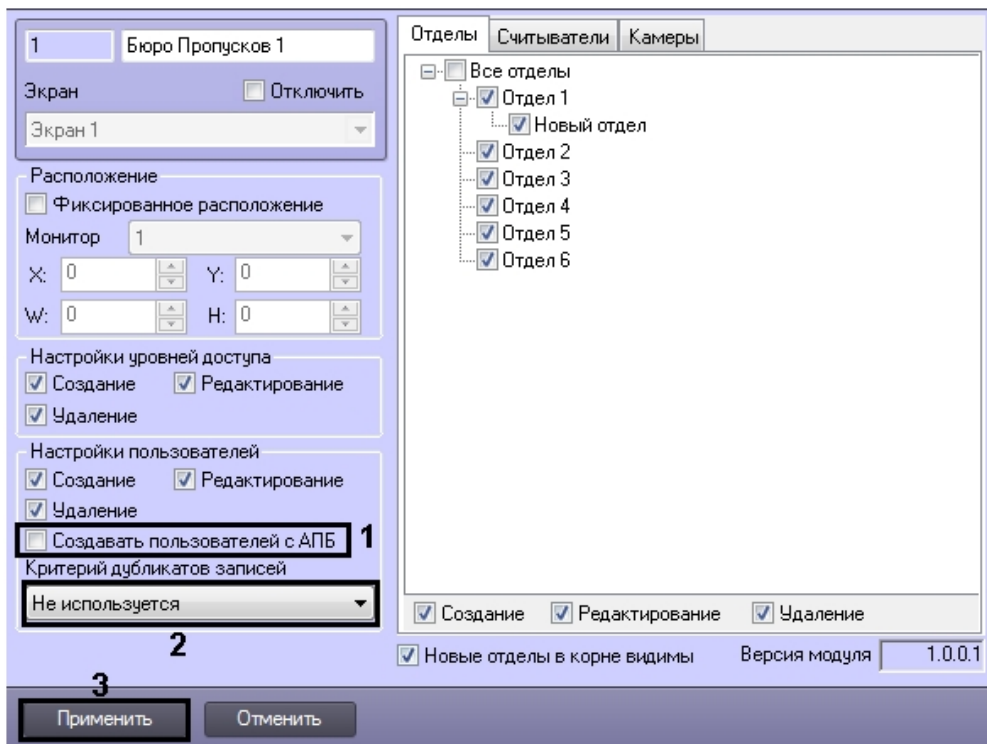 1 Бюро Пропусков 1
Экран Отключить
Экран 1
Расположение
Фиксированное расположение
Монитор 1
X: 0 Y: 0
W: 0 H: 0
Настройки уровней доступа
Создание Редактирование
Удаление
Настройки пользователей
Создание Редактирование
Удаление
Создавать пользователей с АПБ 1
Критерий дубликатов записей
Не используется
2
Отделы Считыватели Камеры
Все отделы
Отдел 1
Новый отдел
Отдел 2
Отдел 3
Отдел 4
Отдел 5
Отдел 6
Создание Редактирование Удаление
Новые отделы в корне видимы Версия модуля 1.0.0.1
3
Применить Отменить